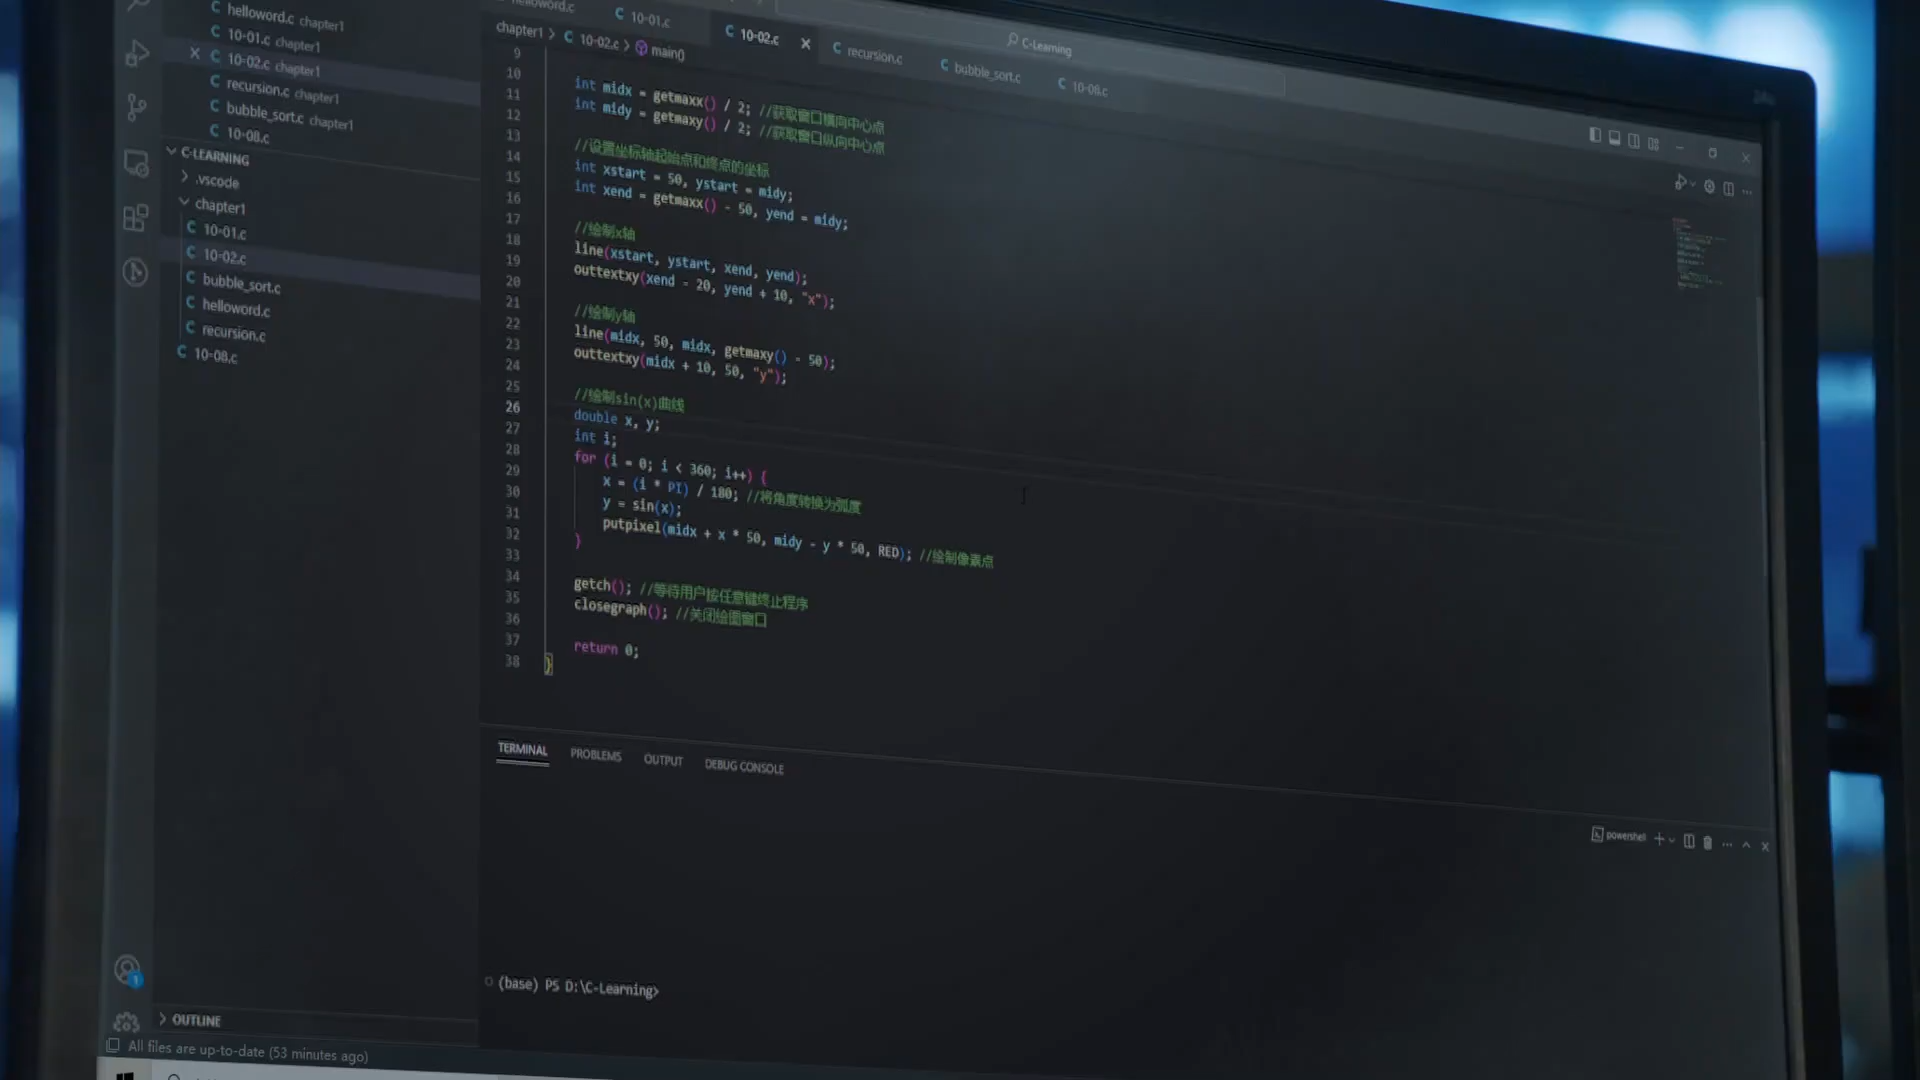 helloword.c chapter1
10-01.c chapter1
10-02.c chapter1
recursion.c chapter1
bubble_sort.c chapter1
10-08.c
C-LEARNING
.vscode
chapter1
10-01.c
10-02.c
bubble_sort.c
helloword.c
recursion.c
10-08.c
OUTLINE
helloword.c
10-01.c
10-02.c
recursion.c
bubble_sort.c
10-08.c
C-Learning
chapter1 > C 10-02.c > main()
9
10
11 int midx = getmaxx() / 2; //获取窗口横向中心点
12 int midy = getmaxy() / 2; //获取窗口纵向中心点
13
14 //设置坐标轴起始点和终点的坐标
15 int xstart = 50, ystart = midy;
16 int xend = getmaxx() - 50, yend = midy;
17
18 //绘制x轴
19 line(xstart, ystart, xend, yend);
20 outtextxy(xend - 20, yend + 10, "x");
21
22 //绘制y轴
23 line(midx, 50, midx, getmaxy() - 50);
24 outtextxy(midx + 10, 50, "y");
25
26 //绘制sin(x)曲线
27 double x, y;
28 int i;
29 for (i = 0; i < 360; i++) {
30 x = (i * PI) / 180; //将角度转换为弧度
31 y = sin(x);
32 putpixel(midx + x * 50, midy - y * 50, RED); //绘制像素点
33 }
34
35 getch(); //等待用户按任意键终止程序
36 closegraph(); //关闭绘图窗口
37
38 return 0;
}
TERMINAL PROBLEMS OUTPUT DEBUG CONSOLE
powershell
(base) PS D:\C-Learning>
1
All files are up-to-date (53 minutes ago)